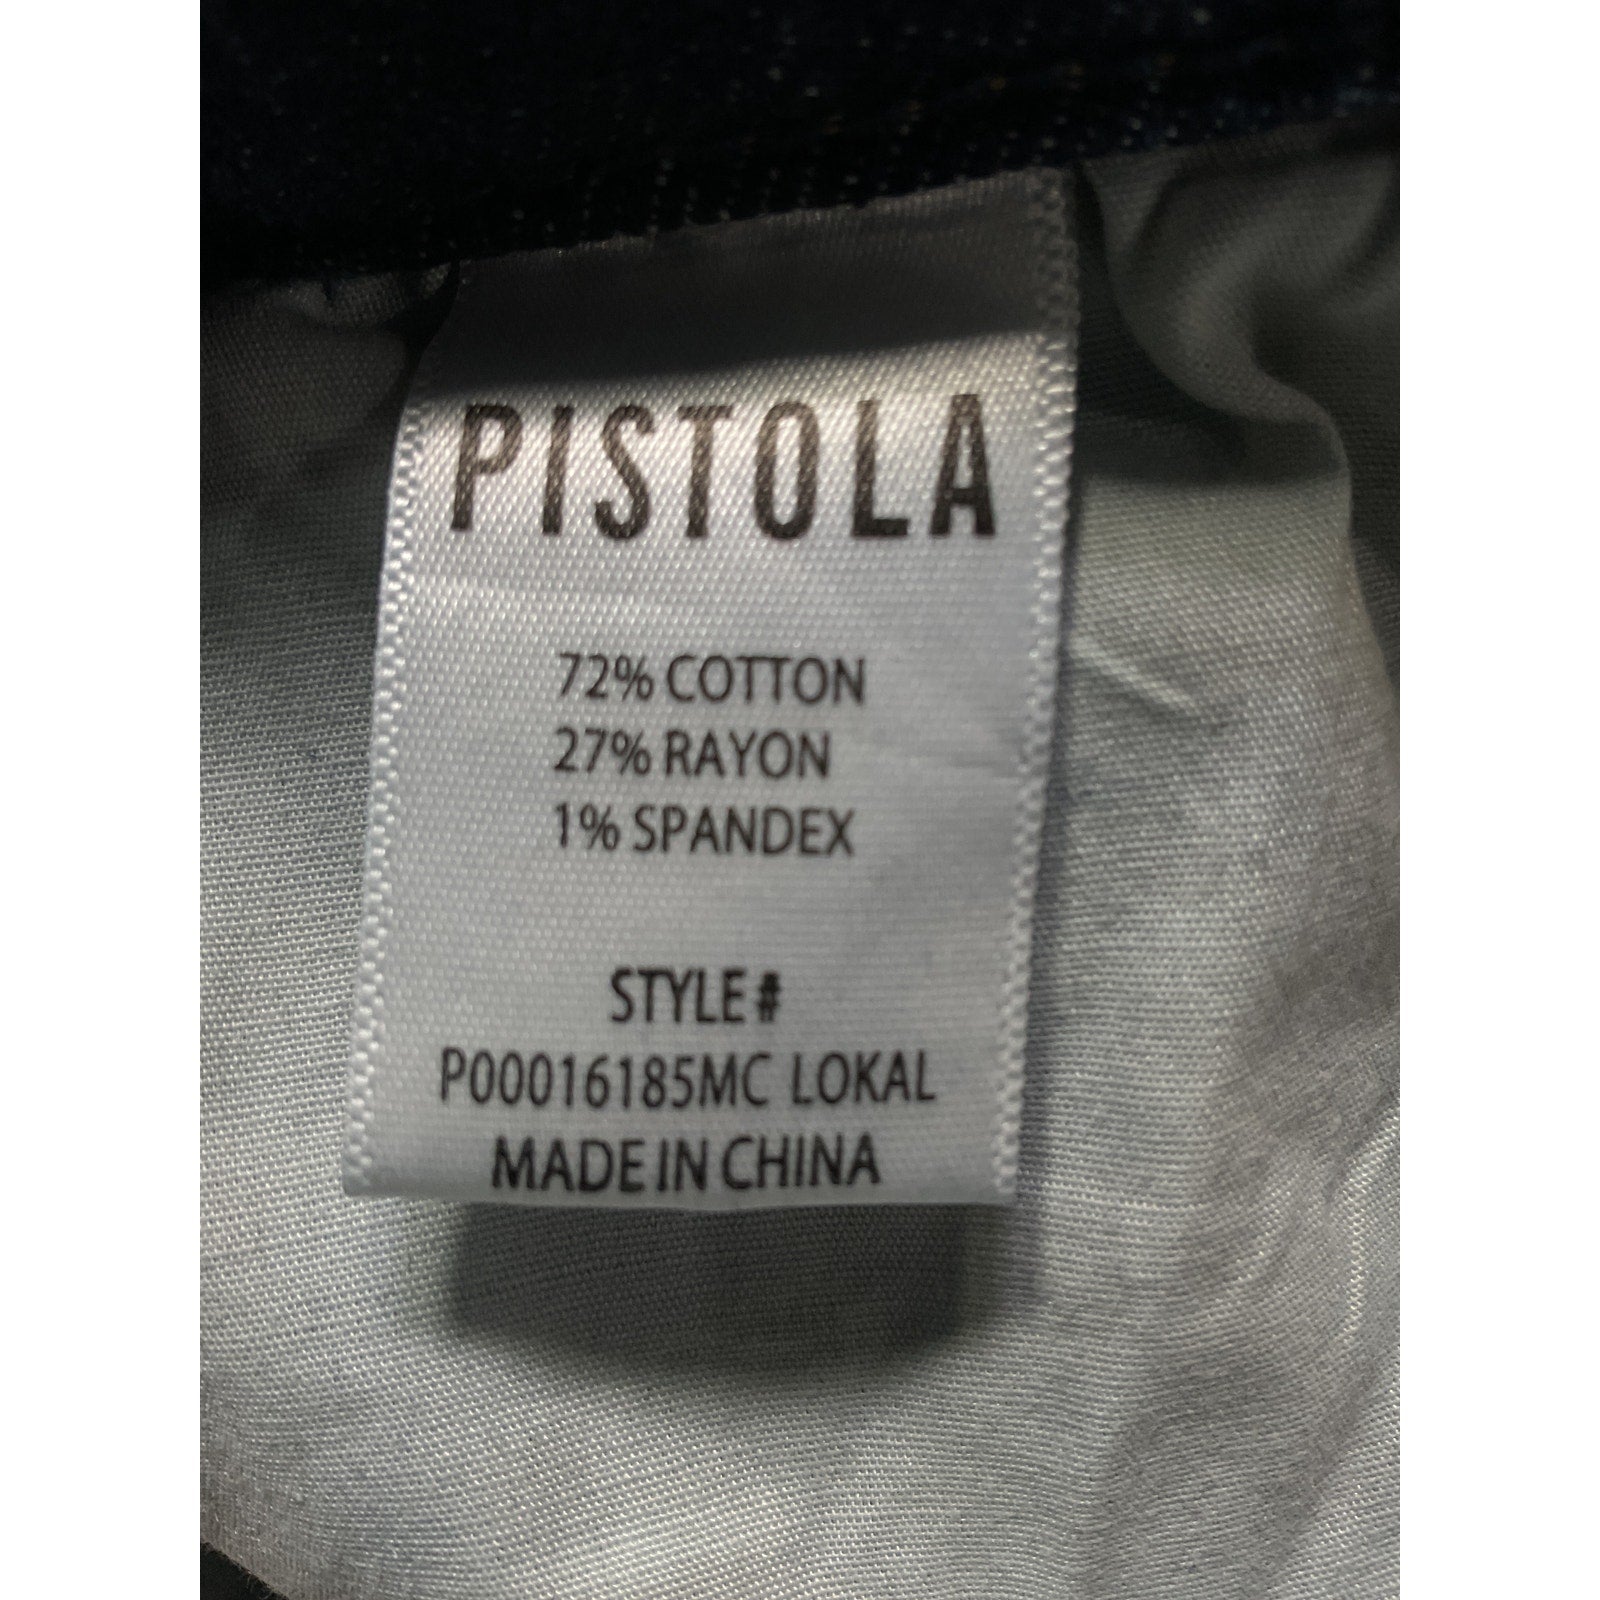 PISTOLA
72% COTTON
27% RAYON
1% SPANDEX
STYLE#
P00016185MC LOKAL
MADE IN CHINA